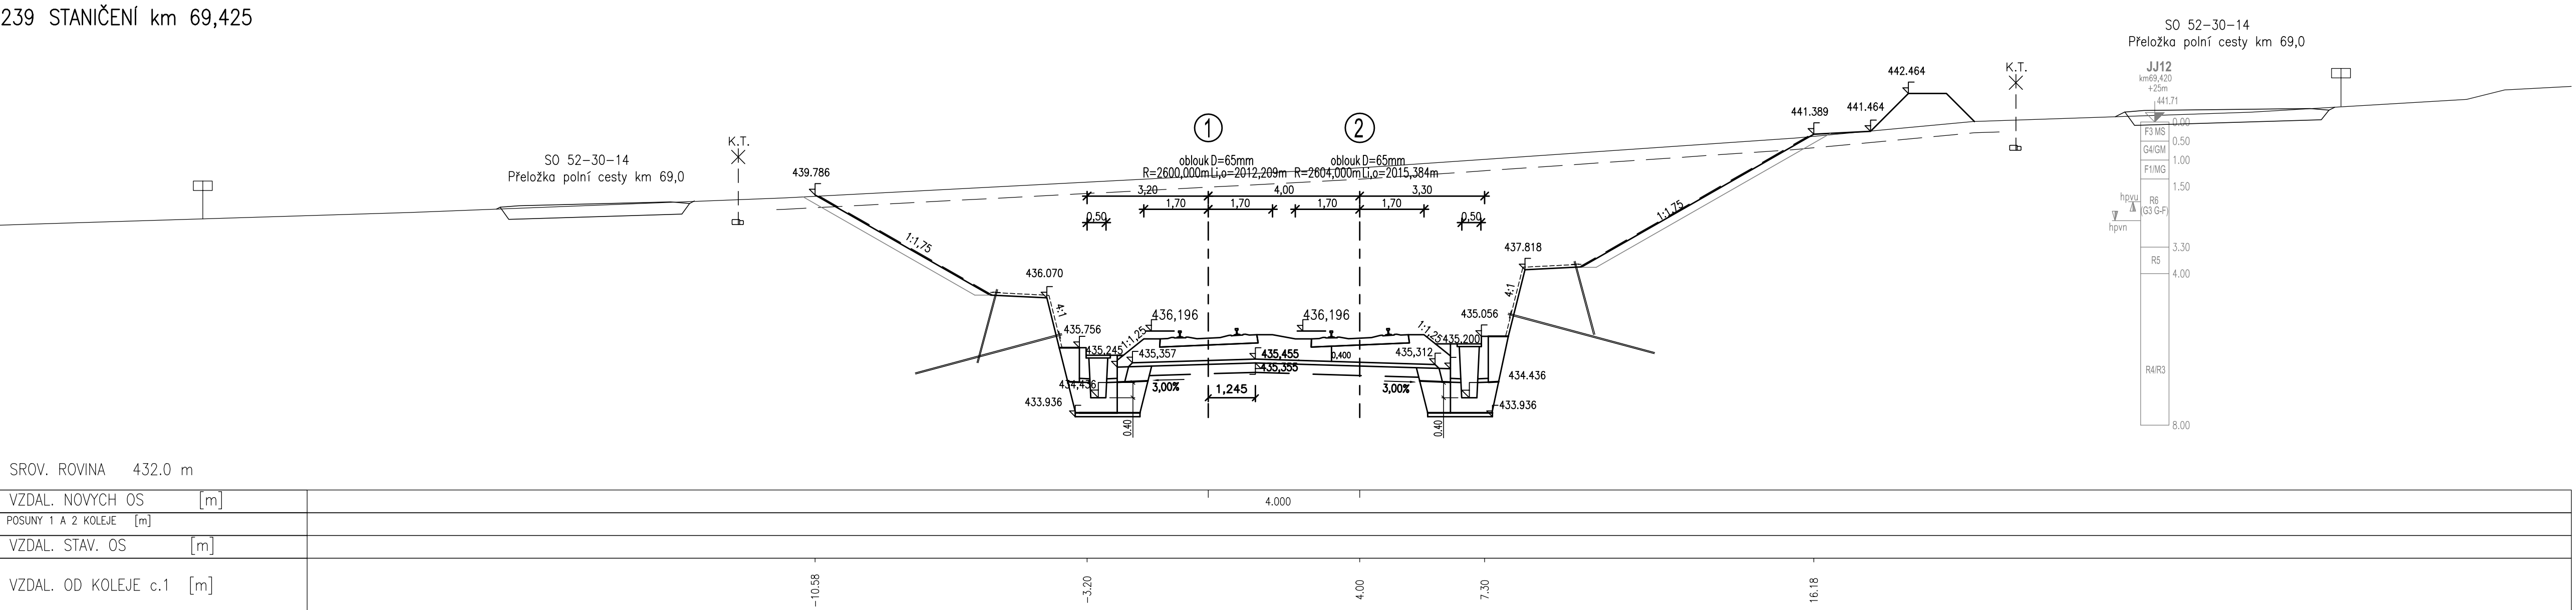 239 STANIČENÍ km 69,425
SO 52-30-14
Přeložka polní cesty km 69,0
JJ12
km69,420
+25m
441.71
K.T.
442.464
441.464
441.389
1
2
K.T.
SO 52-30-14
Přeložka polní cesty km 69,0
439.786
oblouk D=65mm
R=2600,000m Li,o=2012,209m
oblouk D=65mm
R=2604,000m Li,o=2015,384m
3,20
4,00
3,30
1,70
1,70
1,70
1,70
0,50
0,50
1:1,75
1:1,75
0.00
F3 MS
0.50
G4/GM
1.00
F1/MG
1.50
hpvu
R6
(G3 G-F)
hpvn
3.30
R5
4.00
R4/R3
8.00
437.818
436.070
4:1
4:1
436,196
436,196
435.056
435.756
1:1,25
1:1,25
435,200
435,245
435,357
435,455
0,400
435,312
435,355
434,436
3,00%
1,245
3,00%
434.436
433.936
433.936
0.40
0.40
SROV. ROVINA 432.0 m
VZDAL. NOVÝCH OS [m]
4.000
POSUNY 1 A 2 KOLEJE [m]
VZDAL. STAV. OS [m]
VZDAL. OD KOLEJE c.1 [m]
-10.58
-3.20
4.00
7.30
16.18